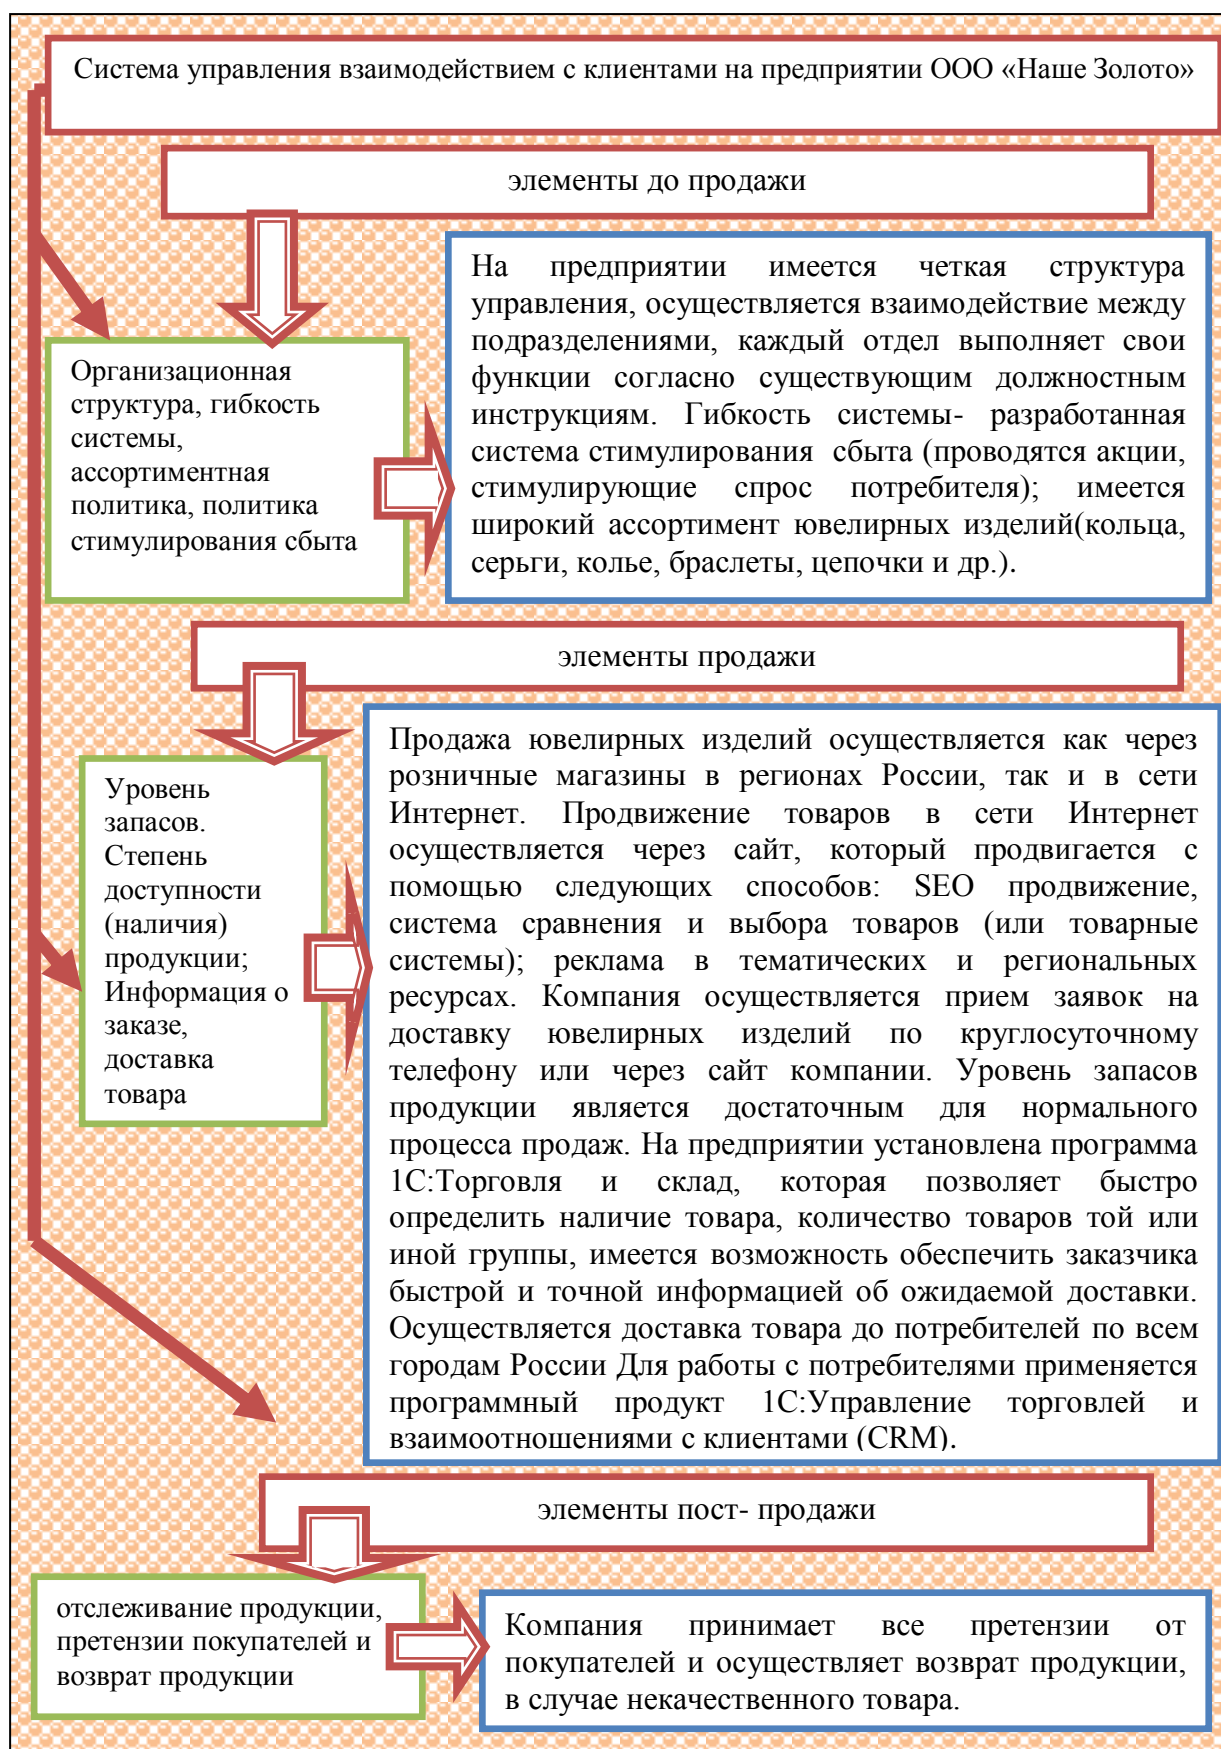 Система управления взаимодействием с клиентами на предприятии ООО «Наше Золото»
элементы до продажи
Организационная
структура, гибкость
системы,
ассортиментная
политика, политика
стимулирования сбыта
На предприятии имеется четкая структура
управления, осуществляется взаимодействие между
подразделениями, каждый отдел выполняет свои
функции согласно существующим должностным
инструкциям. Гибкость системы- разработанная
система стимулирования сбыта (проводятся акции,
стимулирующие спрос потребителя); имеется
широкий ассортимент ювелирных изделий(кольца,
серьги, колье, браслеты, цепочки и др.).
элементы продажи
Уровень
запасов.
Степень
доступности
(наличия)
продукции;
Информация о
заказе,
доставка
товара
Продажа ювелирных изделий осуществляется как через
розничные магазины в регионах России, так и в сети
Интернет. Продвижение товаров в сети Интернет
осуществляется через сайт, который продвигается с
помощью следующих способов: SEO продвижение,
система сравнения и выбора товаров (или товарные
системы); реклама в тематических и региональных
ресурсах. Компания осуществляется прием заявок на
доставку ювелирных изделий по круглосуточному
телефону или через сайт компании. Уровень запасов
продукции является достаточным для нормального
процесса продаж. На предприятии установлена программа
1С:Торговля и склад, которая позволяет быстро
определить наличие товара, количество товаров той или
иной группы, имеется возможность обеспечить заказчика
быстрой и точной информацией об ожидаемой доставки.
Осуществляется доставка товара до потребителей по всем
городам России Для работы с потребителями применяется
программный продукт 1С:Управление торговлей и
взаимоотношениями с клиентами (CRM).
элементы пост- продажи
отслеживание продукции,
претензии покупателей и
возврат продукции
Компания принимает все претензии от
покупателей и осуществляет возврат продукции,
в случае некачественного товара.